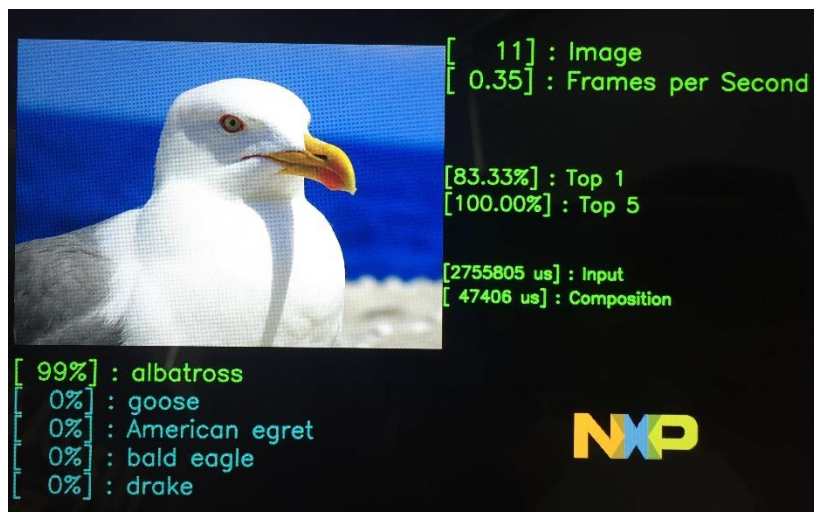 [ 11] : Image
[ 0.35] : Frames per Second
[83.33%] : Top 1
[100.00%] : Top 5
[2755805 us] : Input
[ 47406 us] : Composition
[ 99%] : albatross
[ 0%] : goose
[ 0%] : American egret
[ 0%] : bald eagle
[ 0%] : drake
NXP